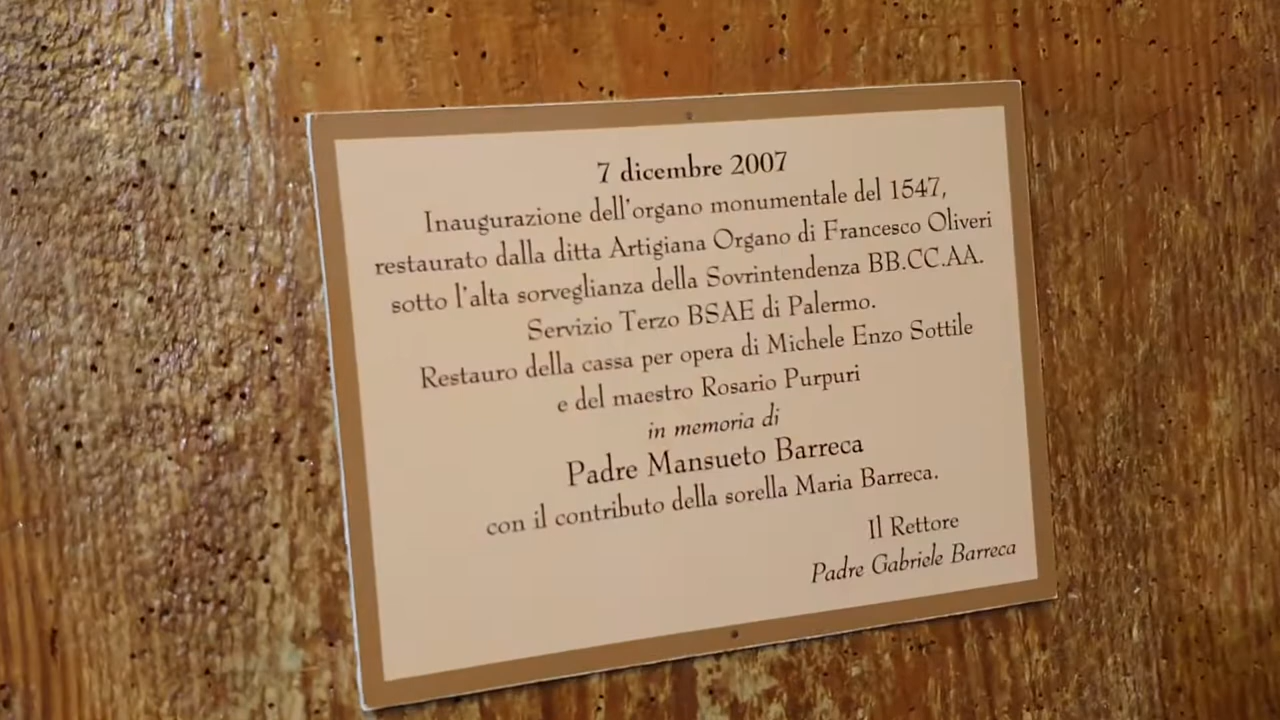 7 dicembre 2007
Inaugurazione dell'organo monumentale del 1547,
restaurato dalla ditta Artigiana Organo di Francesco Oliveri
sotto l'alta sorveglianza della Sovrintendenza BB.CC.AA.
Servizio Terzo BSAE di Palermo.
Restauro della cassa per opera di Michele Enzo Sottile
e del maestro Rosario Purpuri
in memoria di
Padre Mansueto Barreca
con il contributo della sorella Maria Barreca.
Il Rettore
Padre Gabriele Barreca